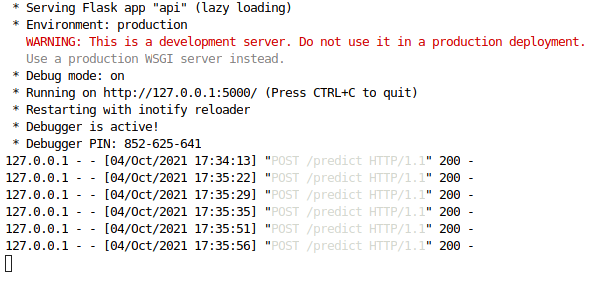 * Serving Flask app "api" (lazy loading)
* Environment: production
WARNING: This is a development server. Do not use it in a production deployment.
Use a production WSGI server instead.
* Debug mode: on
* Running on http://127.0.0.1:5000/ (Press CTRL+C to quit)
* Restarting with inotify reloader
* Debugger is active!
* Debugger PIN: 852-625-641
127.0.0.1 - - [04/Oct/2021 17:34:13] "POST /predict HTTP/1.1" 200 -
127.0.0.1 - - [04/Oct/2021 17:35:22] "POST /predict HTTP/1.1" 200 -
127.0.0.1 - - [04/Oct/2021 17:35:29] "POST /predict HTTP/1.1" 200 -
127.0.0.1 - - [04/Oct/2021 17:35:35] "POST /predict HTTP/1.1" 200 -
127.0.0.1 - - [04/Oct/2021 17:35:51] "POST /predict HTTP/1.1" 200 -
127.0.0.1 - - [04/Oct/2021 17:35:56] "POST /predict HTTP/1.1" 200 -